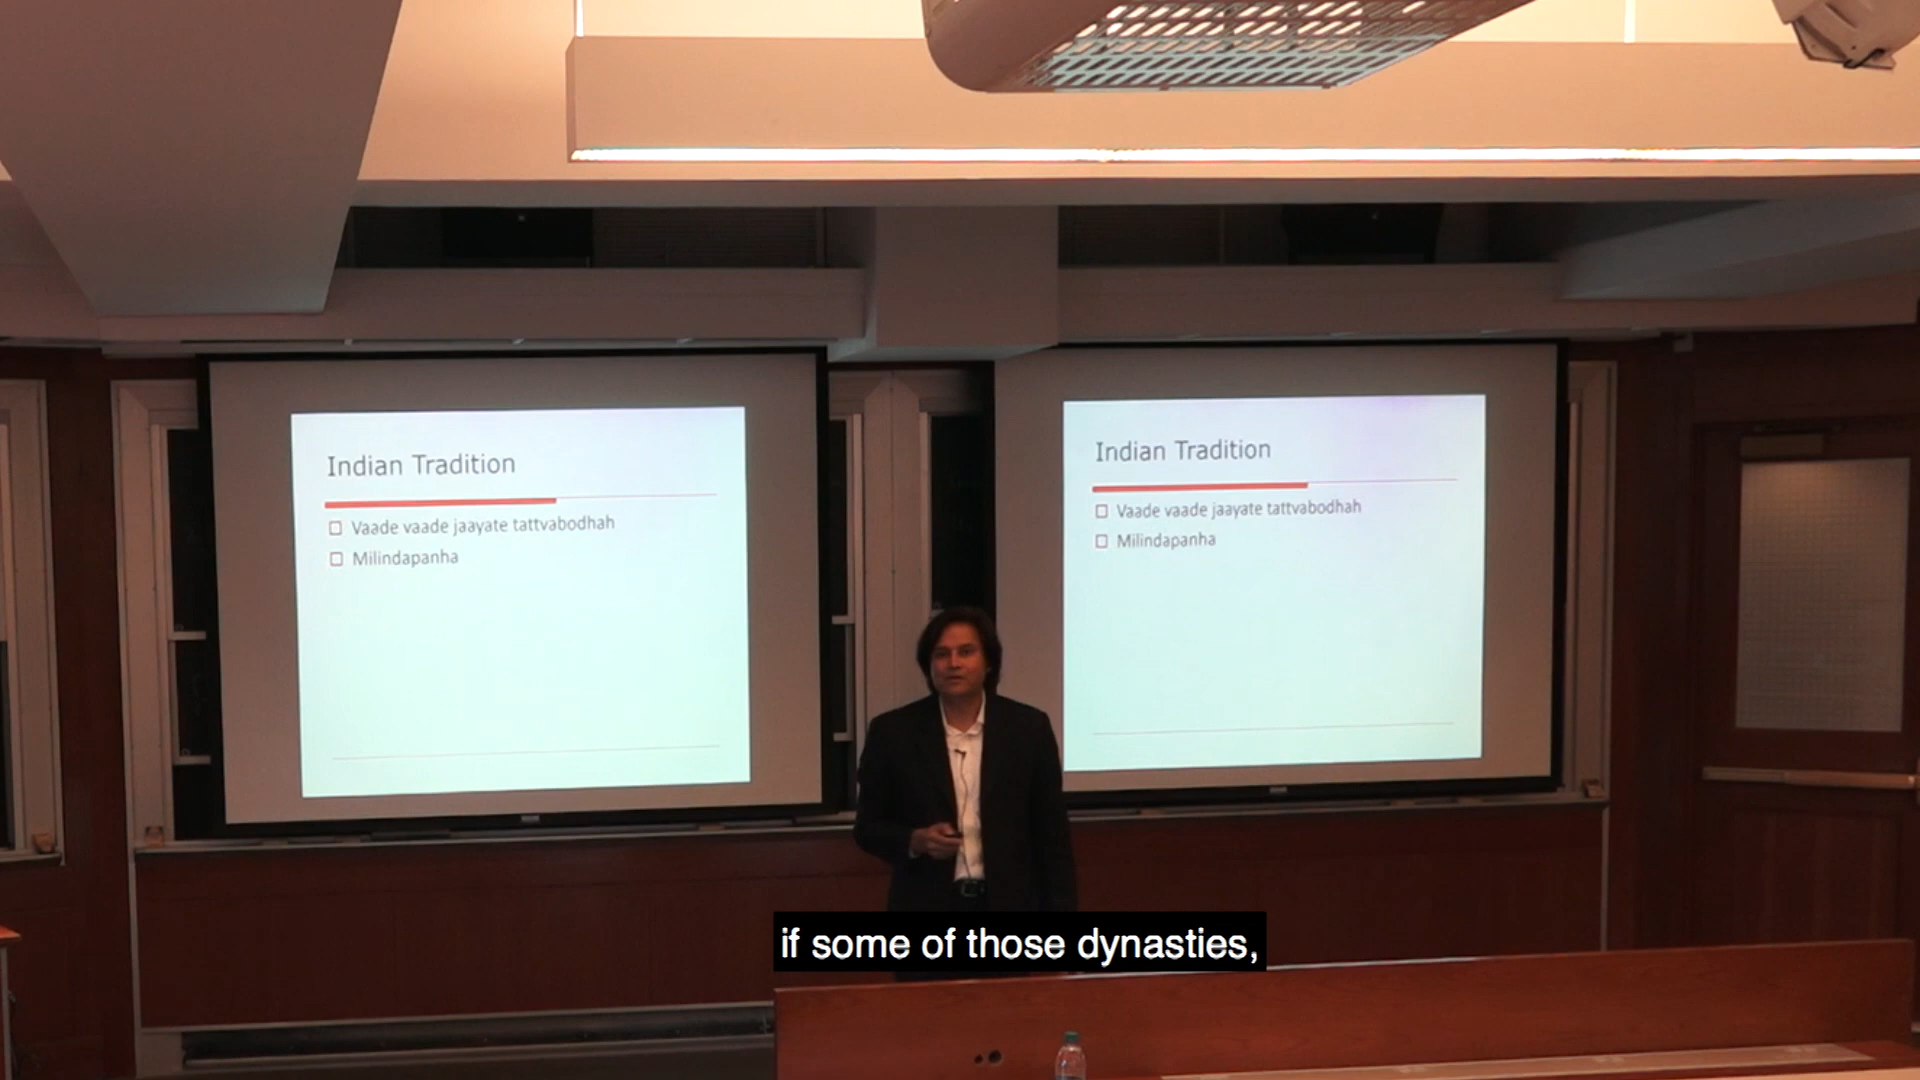 Indian Tradition
Vaade vaade jaayate tattvabodhah
Milindapanha
Indian Tradition
Vaade vaade jaayate tattvabodhah
Milindapanha
if some of those dynasties,